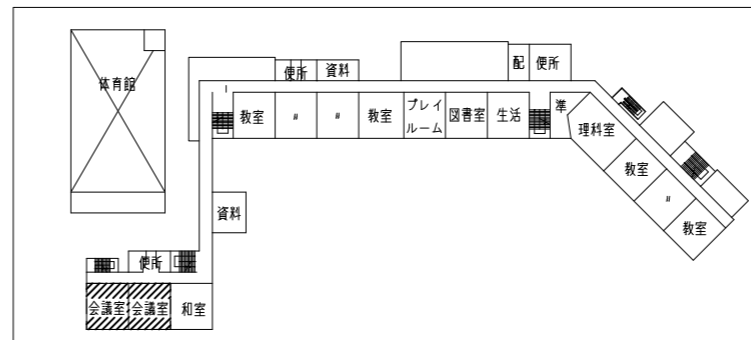 体育館
便所
資料
配
便所
教室
〃
〃
教室
プレイ
ルーム
図書室
生活
準
理科室
教室
〃
教室
資料
便所
会議室
会議室
和室